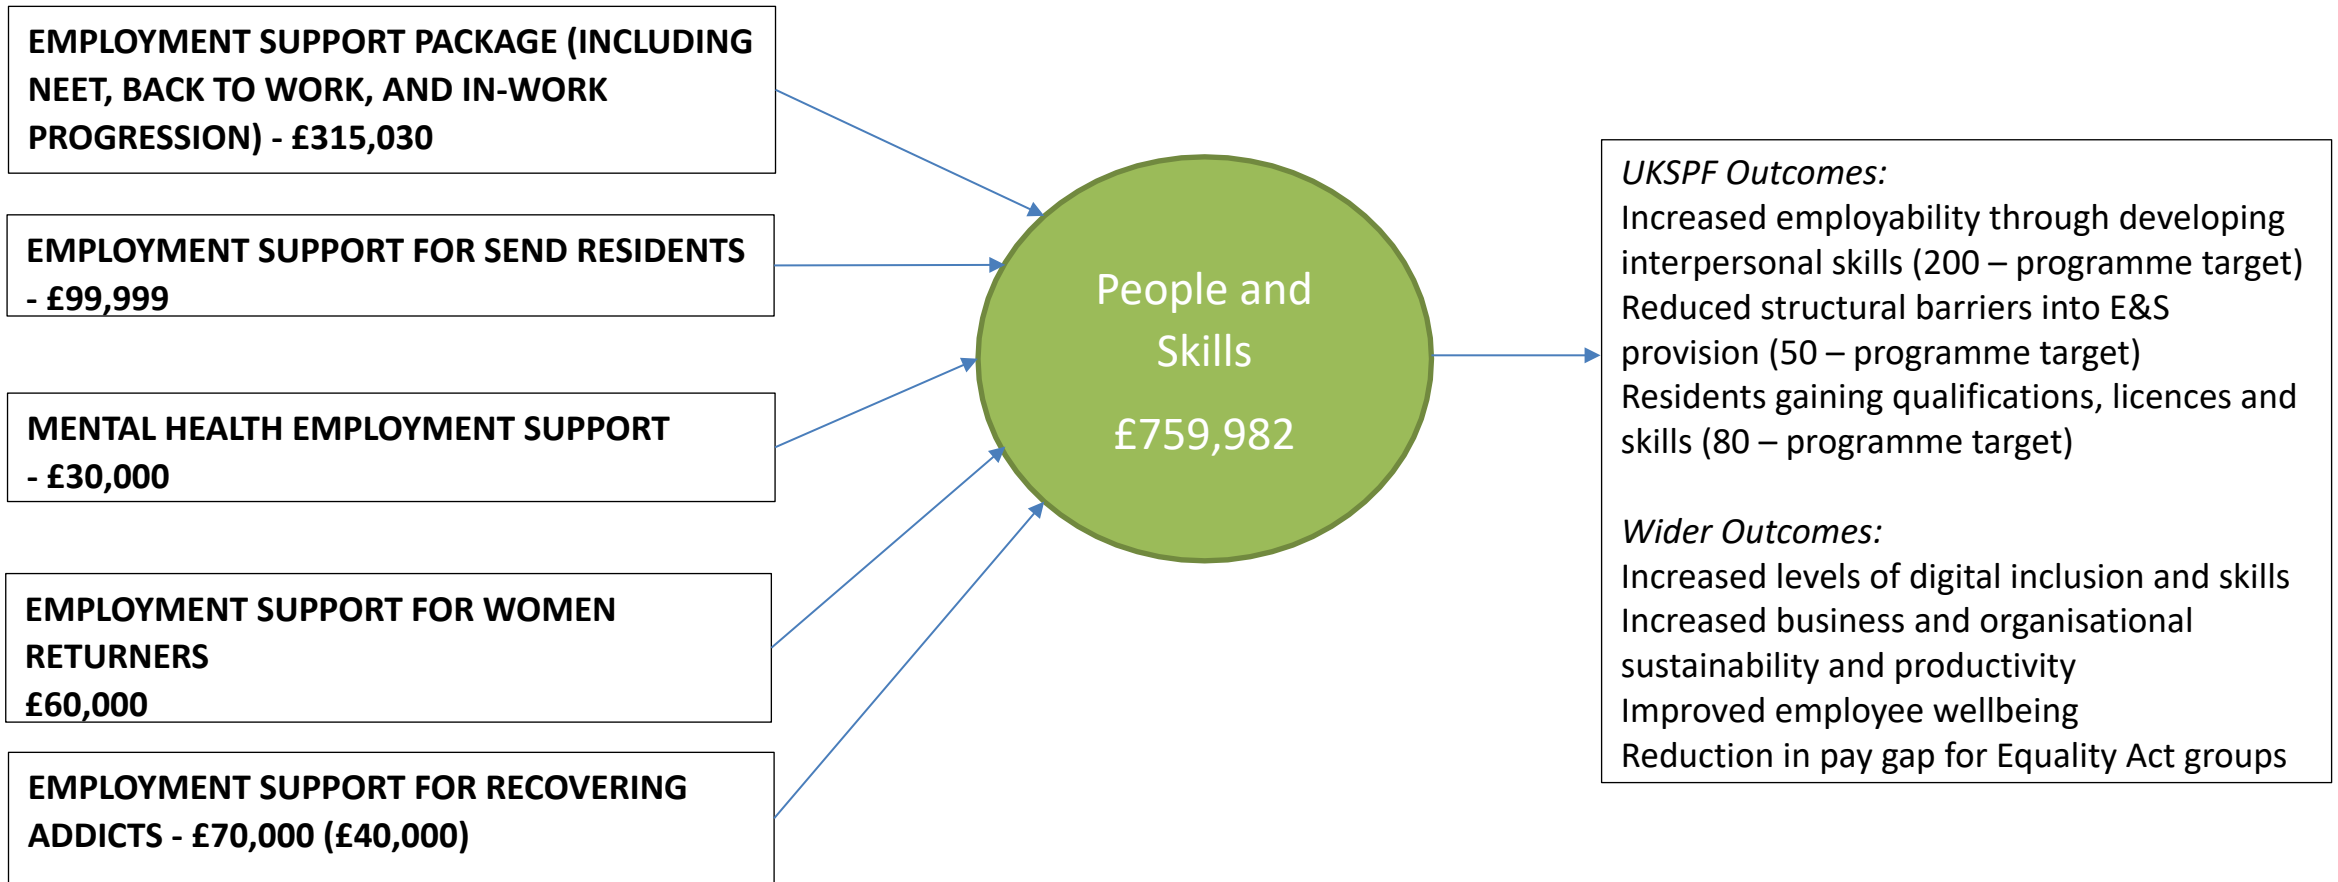 EMPLOYMENT SUPPORT PACKAGE (INCLUDING
NEET, BACK TO WORK, AND IN-WORK
PROGRESSION) - £315,030
EMPLOYMENT SUPPORT FOR SEND RESIDENTS
- £99,999
MENTAL HEALTH EMPLOYMENT SUPPORT
- £30,000
EMPLOYMENT SUPPORT FOR WOMEN
RETURNERS
£60,000
EMPLOYMENT SUPPORT FOR RECOVERING
ADDICTS - £70,000 (£40,000)
People and
Skills
£759,982
UKSPF Outcomes:
Increased employability through developing
interpersonal skills (200 – programme target)
Reduced structural barriers into E&S
provision (50 – programme target)
Residents gaining qualifications, licences and
skills (80 – programme target)
Wider Outcomes:
Increased levels of digital inclusion and skills
Increased business and organisational
sustainability and productivity
Improved employee wellbeing
Reduction in pay gap for Equality Act groups